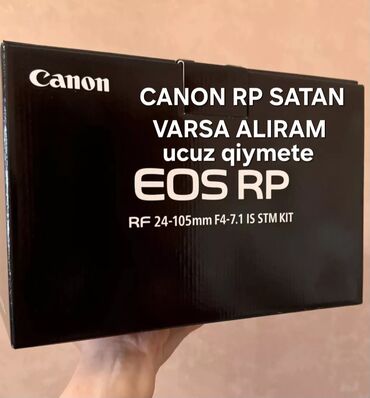 Canon
CANON RP SATAN
VARSA ALIRAM
ucuz qiymete
EOS RP
RF 24-105mm F4-7.1 IS STM KIT